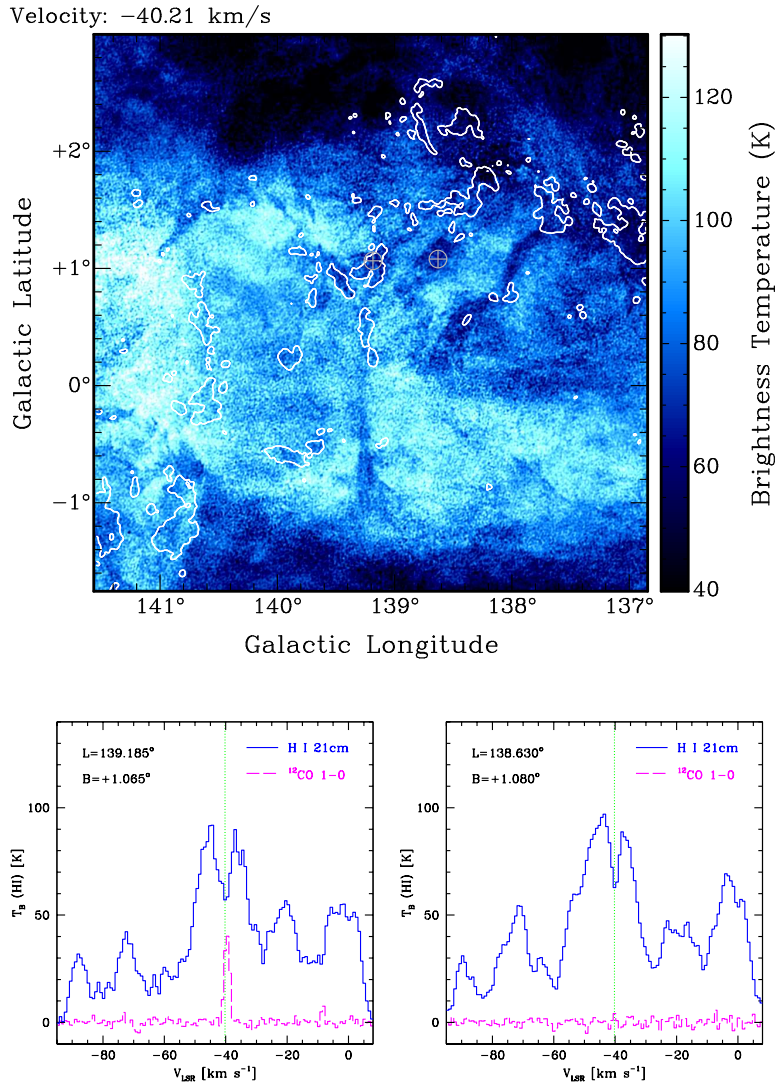 Velocity: −40.21 km/s
+2°
+1°
0°
−1°
Galactic Latitude
141° 140° 139° 138° 137°
Galactic Longitude
120
100
80
60
40
Brightness Temperature (K)
L=139.185°
B=+1.065°
H I 21cm
¹²CO 1-0
100
50
0
T_B (HI) [K]
−80 −60 −40 −20 0
V_LSR [km s⁻¹]
L=138.630°
B=+1.080°
H I 21cm
¹²CO 1-0
100
50
0
T_B (HI) [K]
−80 −60 −40 −20 0
V_LSR [km s⁻¹]